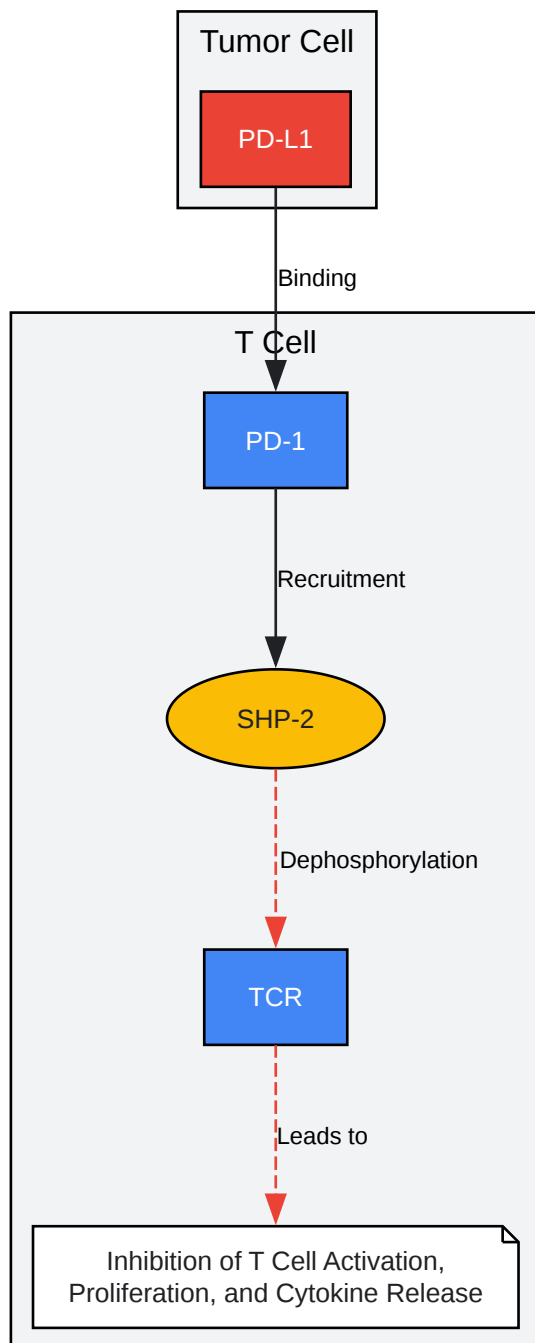 Tumor Cell
PD-L1
Binding
T Cell
PD-1
Recruitment
SHP-2
Dephosphorylation
TCR
Leads to
Inhibition of T Cell Activation,
Proliferation, and Cytokine Release